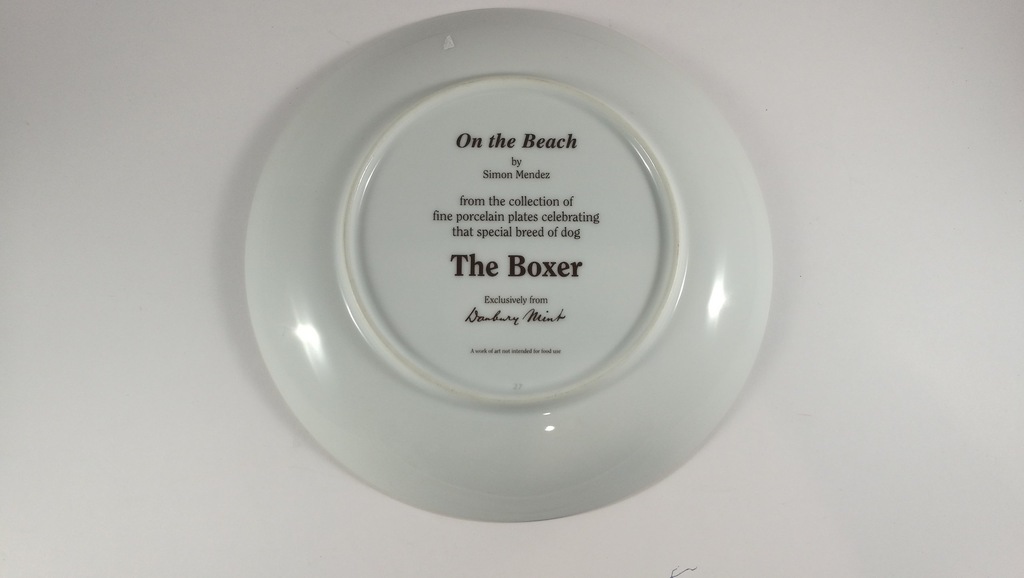 On the Beach
by
Simon Mendez
from the collection of
fine porcelain plates celebrating
that special breed of dog
The Boxer
Exclusively from
Danbury Mint
A work of art not intended for food use